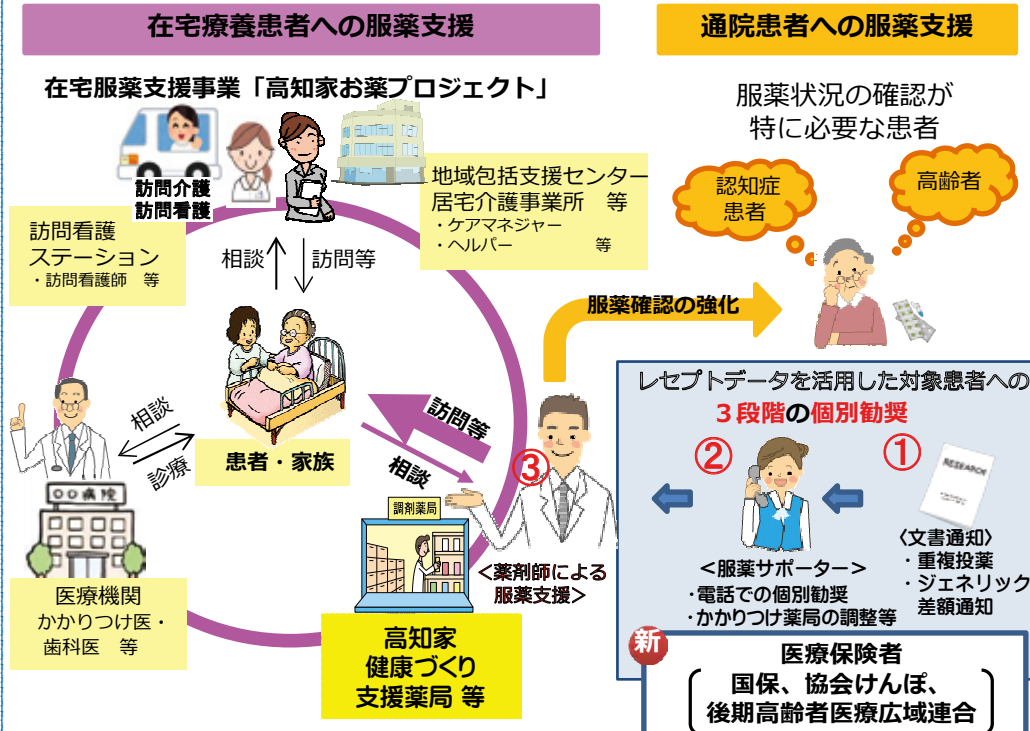 在宅療養患者への服薬支援
在宅服薬支援事業「高知家お薬プロジェクト」
訪問介護
訪問看護
地域包括支援センター
居宅介護事業所 等
・ケアマネジャー
・ヘルパー 等
訪問看護
ステーション
・訪問看護師 等
相談
訪問等
患者・家族
相談
診療
○○病院
医療機関
かかりつけ医・
歯科医 等
訪問等
相談
調剤薬局
高知家
健康づくり
支援薬局 等
③
<薬剤師による
服薬支援>
通院患者への服薬支援
服薬状況の確認が
特に必要な患者
認知症
患者
高齢者
服薬確認の強化
レセプトデータを活用した対象患者への
3段階の個別勧奨
②
①
RESEARCH
<服薬サポーター>
・電話での個別勧奨
・かかりつけ薬局の調整等
〈文書通知〉
・重複投薬
・ジェネリック
差額通知
新
医療保険者
国保、協会けんぽ、
後期高齢者医療広域連合